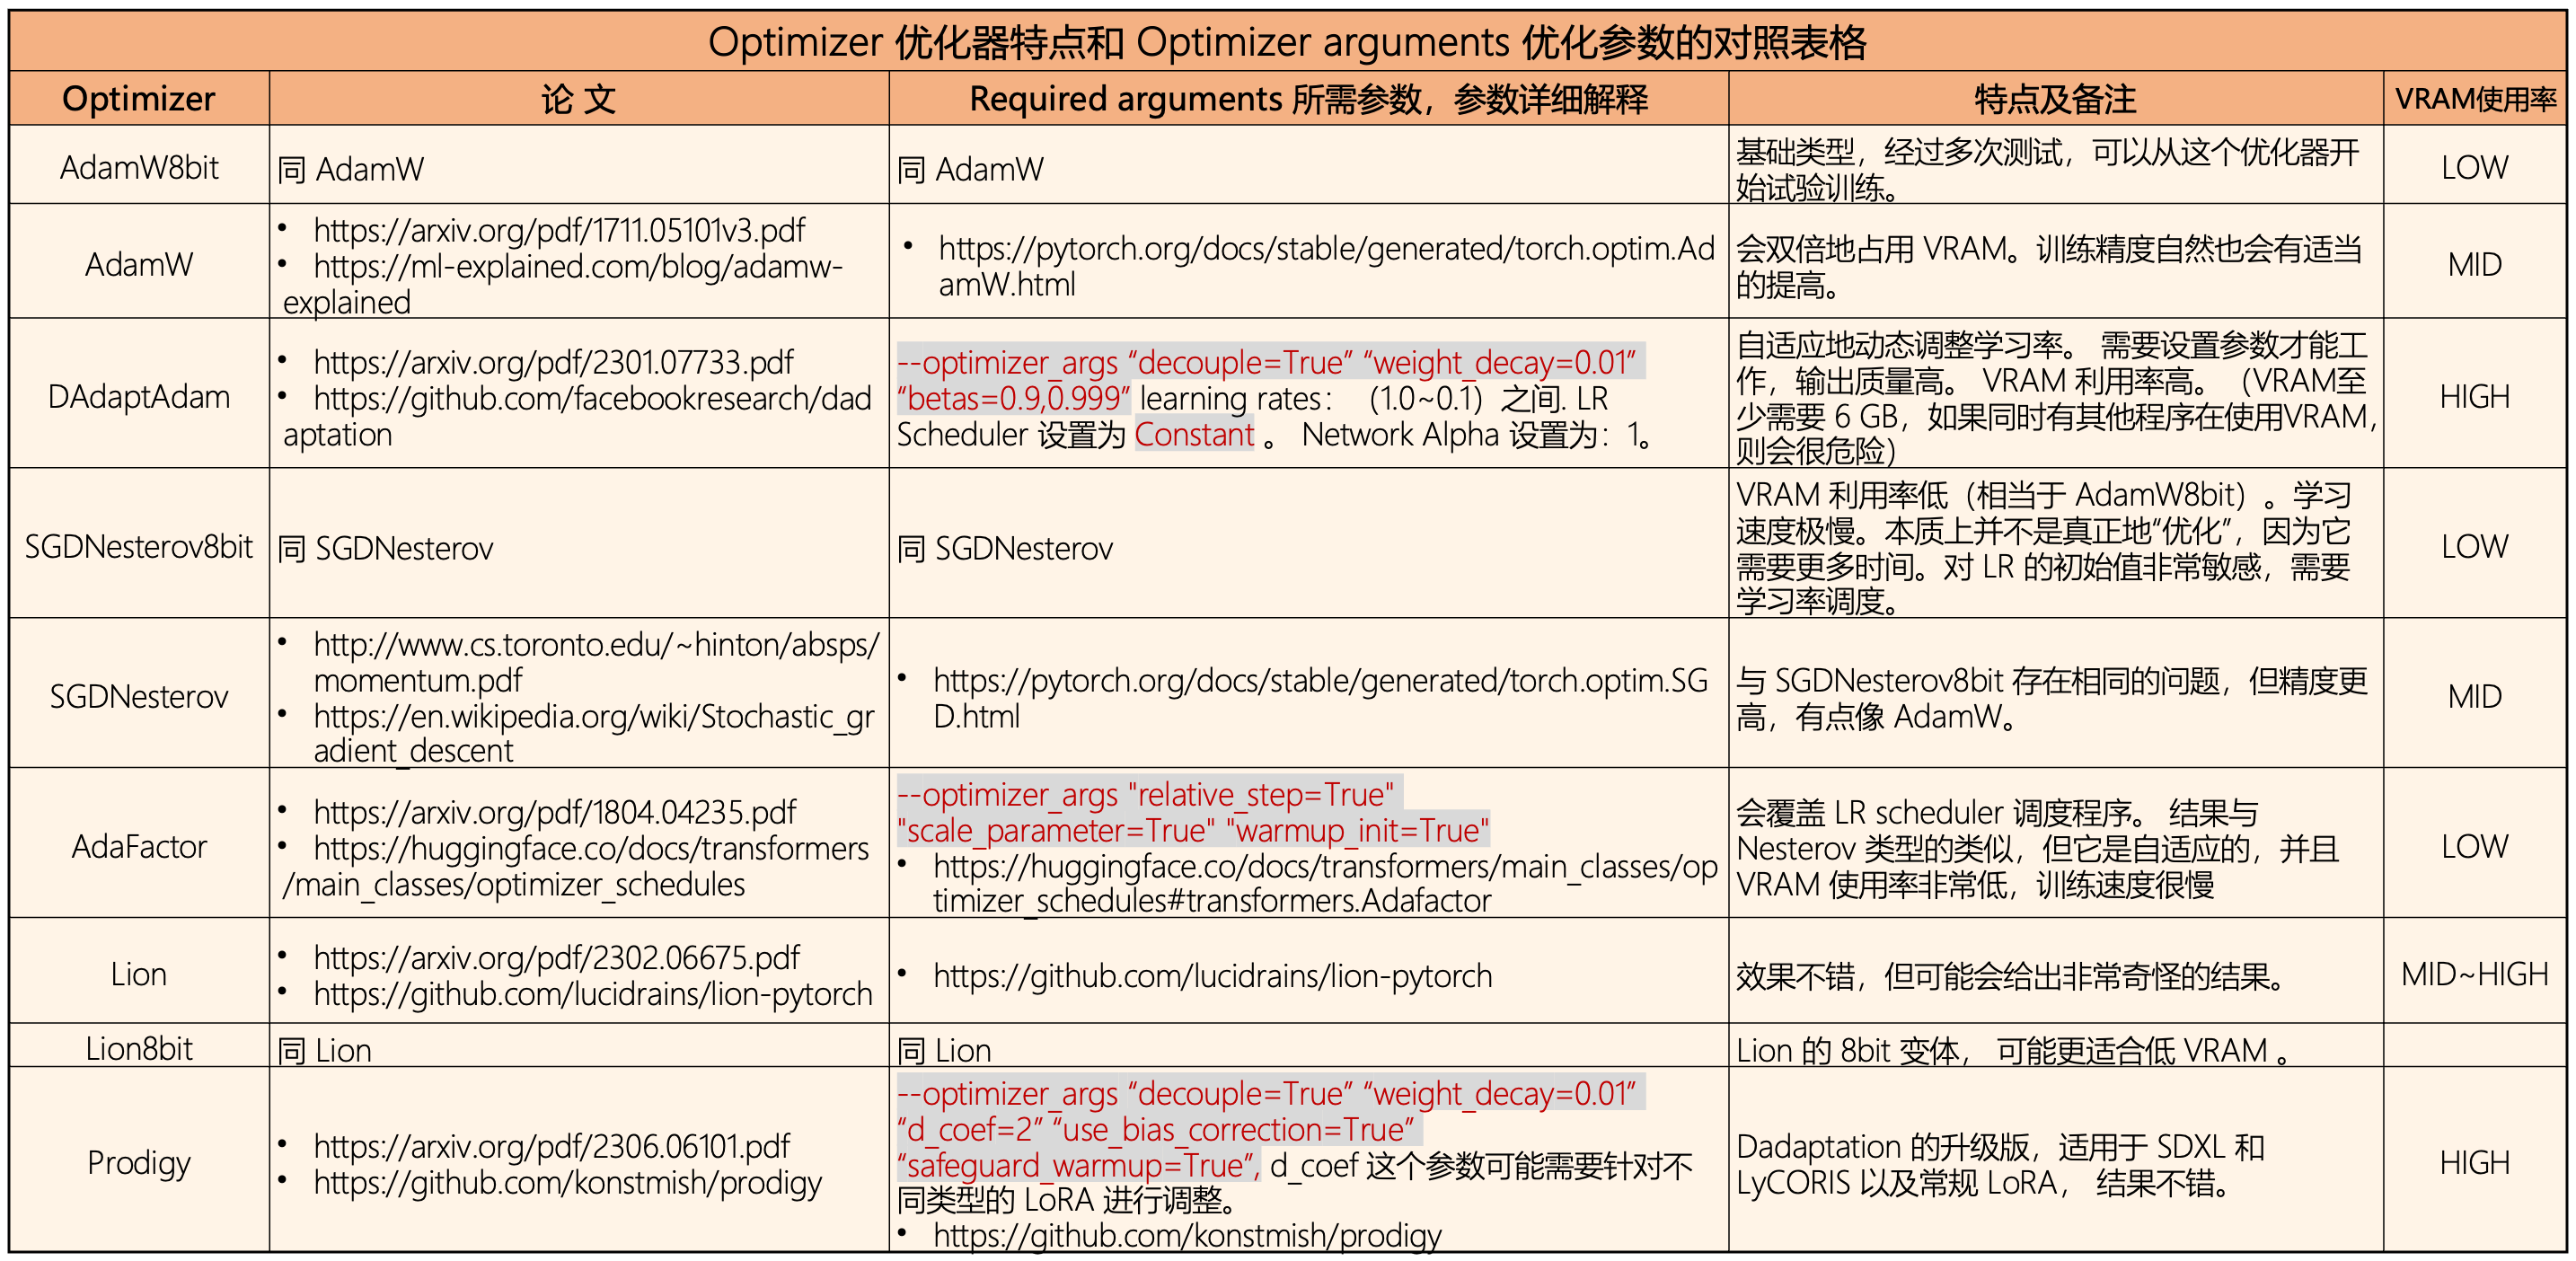 Optimizer 优化器特点和 Optimizer arguments 优化参数的对照表格
Optimizer
论 文
Required arguments 所需参数，参数详细解释
特点及备注
VRAM使用率
AdamW8bit
同 AdamW
同 AdamW
基础类型，经过多次测试，可以从这个优化器开
始试验训练。
LOW
AdamW
• https://arxiv.org/pdf/1711.05101v3.pdf
• https://ml-explained.com/blog/adamw-
explained
• https://pytorch.org/docs/stable/generated/torch.optim.Ad
amW.html
会双倍地占用 VRAM。训练精度自然也会有适当
的提高。
MID
DAdaptAdam
• https://arxiv.org/pdf/2301.07733.pdf
• https://github.com/facebookresearch/dad
aptation
--optimizer_args “decouple=True” “weight_decay=0.01”
“betas=0.9,0.999” learning rates： （1.0~0.1）之间. LR
Scheduler 设置为 Constant 。 Network Alpha 设置为：1。
自适应地动态调整学习率。 需要设置参数才能工
作，输出质量高。 VRAM 利用率高。（VRAM至
少需要 6 GB，如果同时有其他程序在使用VRAM，
则会很危险）
HIGH
SGDNesterov8bit
同 SGDNesterov
同 SGDNesterov
VRAM 利用率低（相当于 AdamW8bit）。学习
速度极慢。本质上并不是真正地“优化”，因为它
需要更多时间。对 LR 的初始值非常敏感，需要
学习率调度。
LOW
SGDNesterov
• http://www.cs.toronto.edu/~hinton/absps/
momentum.pdf
• https://en.wikipedia.org/wiki/Stochastic_gr
adient_descent
• https://pytorch.org/docs/stable/generated/torch.optim.SG
D.html
与 SGDNesterov8bit 存在相同的问题，但精度更
高，有点像 AdamW。
MID
AdaFactor
• https://arxiv.org/pdf/1804.04235.pdf
• https://huggingface.co/docs/transformers
/main_classes/optimizer_schedules
--optimizer_args "relative_step=True"
"scale_parameter=True" "warmup_init=True"
• https://huggingface.co/docs/transformers/main_classes/op
timizer_schedules#transformers.Adafactor
会覆盖 LR scheduler 调度程序。 结果与
Nesterov 类型的类似，但它是自适应的，并且
VRAM 使用率非常低，训练速度很慢
LOW
Lion
• https://arxiv.org/pdf/2302.06675.pdf
• https://github.com/lucidrains/lion-pytorch
• https://github.com/lucidrains/lion-pytorch
效果不错，但可能会给出非常奇怪的结果。
MID~HIGH
Lion8bit
同 Lion
同 Lion
Lion 的 8bit 变体， 可能更适合低 VRAM 。
Prodigy
• https://arxiv.org/pdf/2306.06101.pdf
• https://github.com/konstmish/prodigy
--optimizer_args “decouple=True” “weight_decay=0.01”
“d_coef=2” “use_bias_correction=True”
“safeguard_warmup=True”, d_coef 这个参数可能需要针对不
同类型的 LoRA 进行调整。
• https://github.com/konstmish/prodigy
Dadaptation 的升级版，适用于 SDXL 和
LyCORIS 以及常规 LoRA， 结果不错。
HIGH